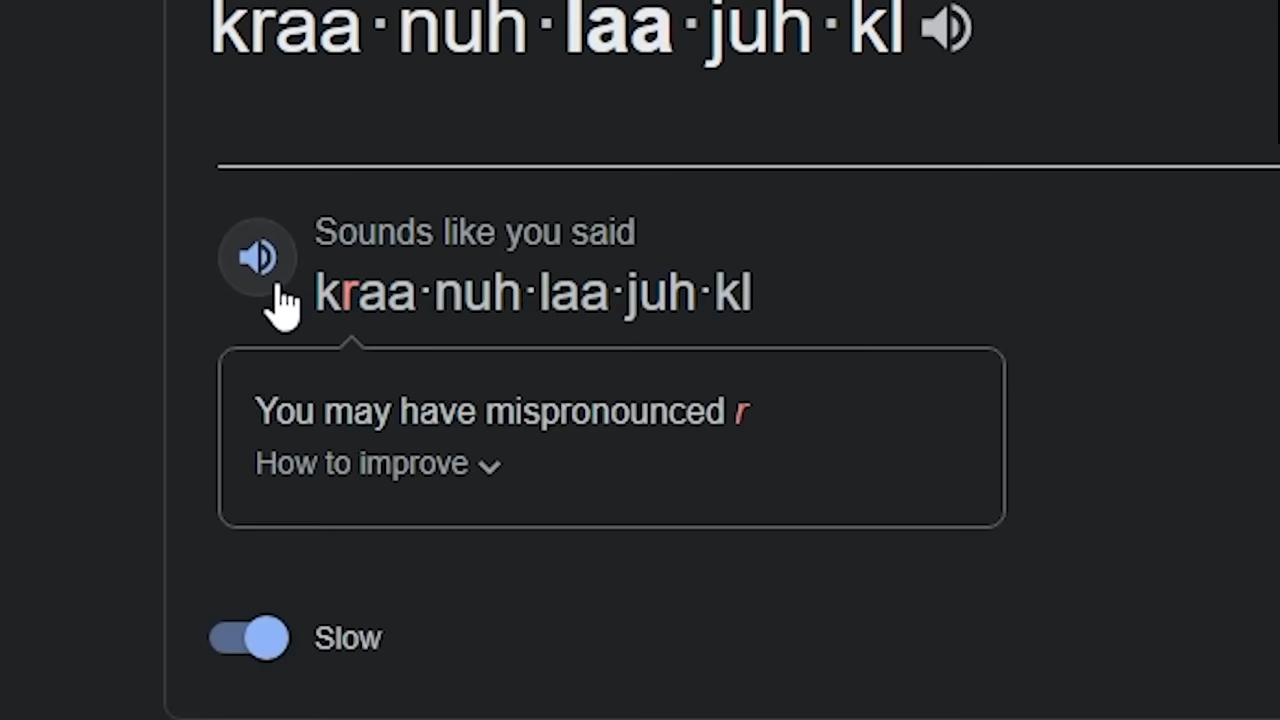 kraa·nuh·laa·juh·kl
Sounds like you said
kraa·nuh·laa·juh·kl
You may have mispronounced r
How to improve
Slow